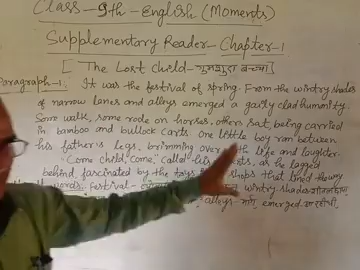 Class-9th-English (Moments)
Supplementary Reader-Chapter-1
[ The Lost Child-गुमशुदा बच्चा ]
Paragraph-1. It was the festival of spring. From the wintry shades
of narrow lanes and alleys emerged a gaily clad humanity.
Some walk, some rode on horses, others sat, being carried
in bamboo and bullock carts. One little boy ran between
his father's legs, brimming over life and laughter.
"Come child, come," called his as he lagged
behind fascinated by the toys shops that lined the way
words. Festival- wintry shades
alleys- emerged